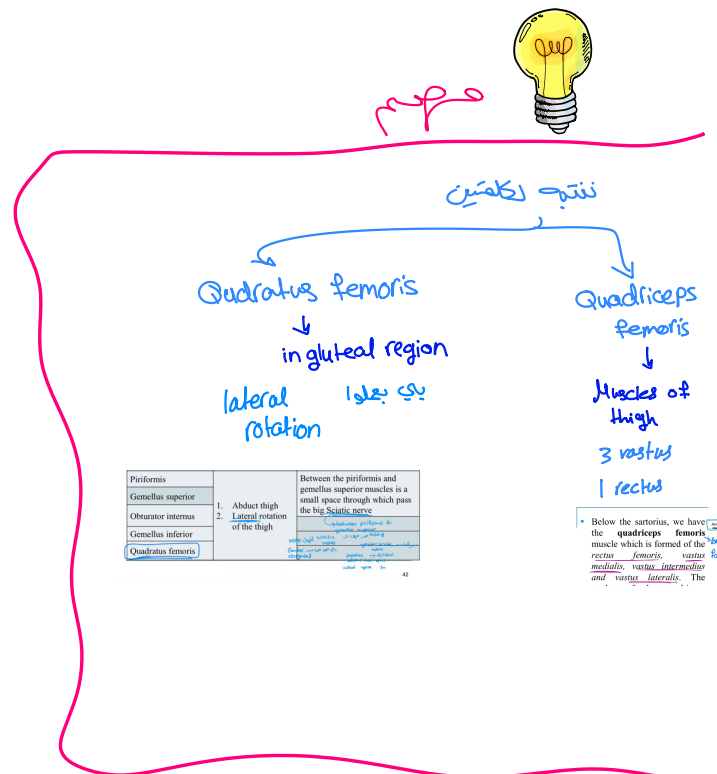 مهم
ننتبه لكلمتين
Qudratus femoris
in gluteal region
lateral
rotation
يلي بعملوا
Quadriceps
femoris
Muscles of
thigh
3 vastus
1 rectus
Piriformis
Gemellus superior
Obturator internus
Gemellus inferior
Quadratus femoris
1. Abduct thigh
2. Lateral rotation
of the thigh
Between the piriformis and
gemellus superior muscles is a
small space through which pass
the big Sciatic nerve
42
Below the sartorius, we have
the quadriceps femoris
muscle which is formed of the
rectus femoris, vastus
medialis, vastus intermedius
and vastus lateralis. The